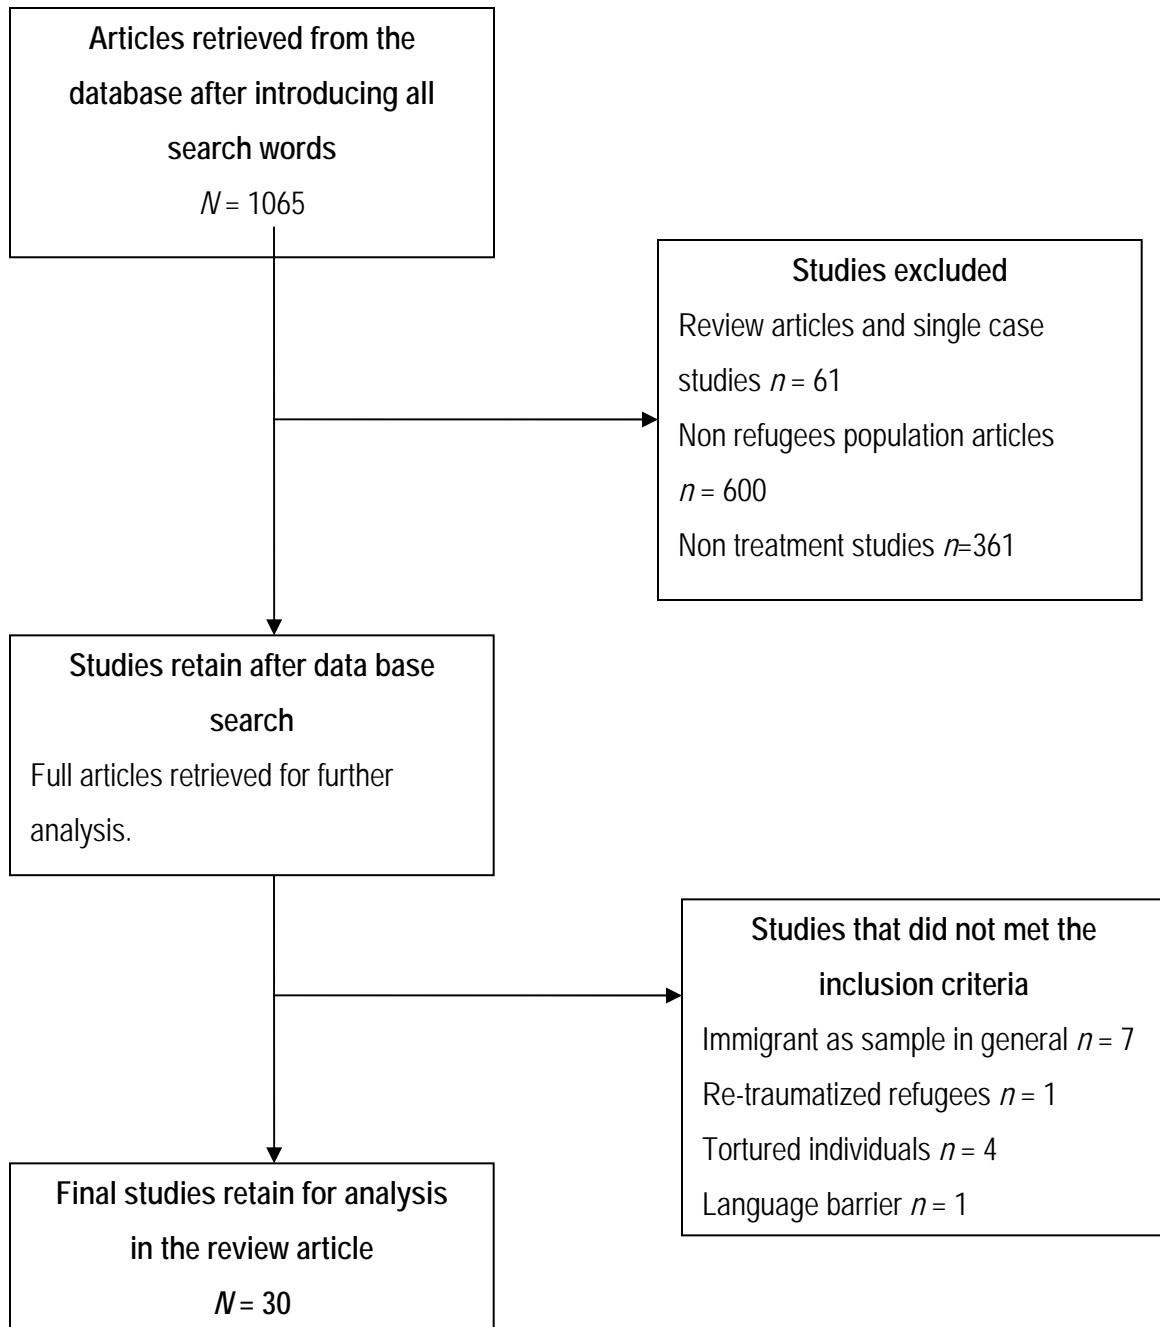 Articles retrieved from the
database after introducing all
search words
N = 1065
Studies excluded
Review articles and single case
studies n = 61
Non refugees population articles
n = 600
Non treatment studies n=361
Studies retain after data base
search
Full articles retrieved for further
analysis.
Studies that did not met the
inclusion criteria
Immigrant as sample in general n = 7
Re-traumatized refugees n = 1
Tortured individuals n = 4
Language barrier n = 1
Final studies retain for analysis
in the review article
N = 30